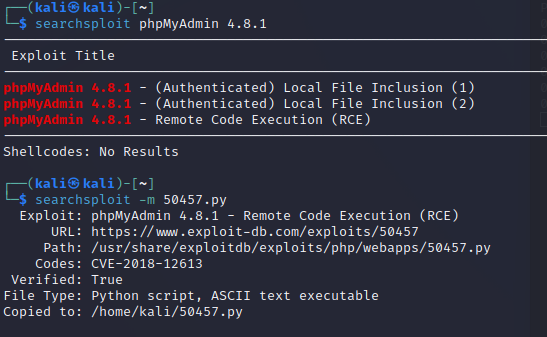 ┌──(kali㉿kali)-[~]
└─$ searchsploit phpMyAdmin 4.8.1
Exploit Title
phpMyAdmin 4.8.1 - (Authenticated) Local File Inclusion (1)
phpMyAdmin 4.8.1 - (Authenticated) Local File Inclusion (2)
phpMyAdmin 4.8.1 - Remote Code Execution (RCE)
Shellcodes: No Results
┌──(kali㉿kali)-[~]
└─$ searchsploit -m 50457.py
Exploit: phpMyAdmin 4.8.1 - Remote Code Execution (RCE)
URL: https://www.exploit-db.com/exploits/50457
Path: /usr/share/exploitdb/exploits/php/webapps/50457.py
Codes: CVE-2018-12613
Verified: True
File Type: Python script, ASCII text executable
Copied to: /home/kali/50457.py